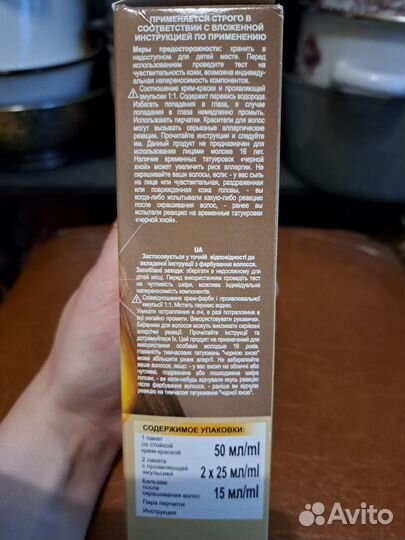 ПРИМЕНЯЕТСЯ СТРОГО В
СООТВЕТСТВИИ С ВЛОЖЕННОЙ
ИНСТРУКЦИЕЙ ПО ПРИМЕНЕНИЮ
Меры предосторожности: хранить в
недоступном для детей месте. Перед
использованием проведите тест на
чувствительность кожи, возможна индивиду-
альная непереносимость компонентов.
Соотношение крем-краски и проявляющей
эмульсии 1:1. Содержит перекись водорода.
Избегать попадания в глаза, в случае
попадания в глаза немедленно промыть.
Использовать перчатки. Красители для волос
могут вызывать серьезные аллергические
реакции. Прочитайте инструкции и следуйте
им. Данный продукт не предназначен для
использования лицами моложе 16 лет.
Наличие временных татуировок «черной
хной» может увеличить риск аллергии. Не
окрашивайте ваши волосы, если: - у вас сыпь
на лице или чувствительная, раздраженная
или поврежденная кожа головы, - вы
когда-либо испытывали какую-либо реакцию
после окрашивания волос, - ранее вы
испытали реакцию на временные татуировки
«черной хной».
UA
Застосовується у точній відповідності до
вкладеної інструкції з фарбування волосся.
Запобіжні заходи: зберігати в недосяжному для
дітей місці. Перед використанням проведіть тест
на чутливість шкіри, можлива індивідуальна
непереносимість компонентів.
Співвідношення крем-фарби і проявлювальної
емульсії 1:1. Містить перекис водню.
Уникати потрапляння в очі, в разі потрапляння в
очі негайно промити. Використовувати рукавички.
Барвники для волосся можуть викликати серйозні
алергічні реакції. Прочитайте інструкції та
дотримуйтеся їх. Цей продукт не призначений для
використання особами молодше 16 років.
Наявність тимчасових татуювань "чорною хною"
може збільшити ризик алергії. Не забарвлюйте
ваше волосся, якщо: - у вас висип на обличчі або
чутлива, подразнена або пошкоджена шкіра
голови, - ви коли-небудь відчували якусь реакцію
після фарбування волосся, - раніше ви відчули
реакцію на тимчасове татуювання "чорної хною".
СОДЕРЖИМОЕ УПАКОВКИ:
1 пакет
со стойкой
крем-краской 50 мл/ml
2 пакета
с проявляющей
эмульсией 2 x 25 мл/ml
Бальзам
после
окрашивания волос 15 мл/ml
Пара перчаток
Инструкция
Avito